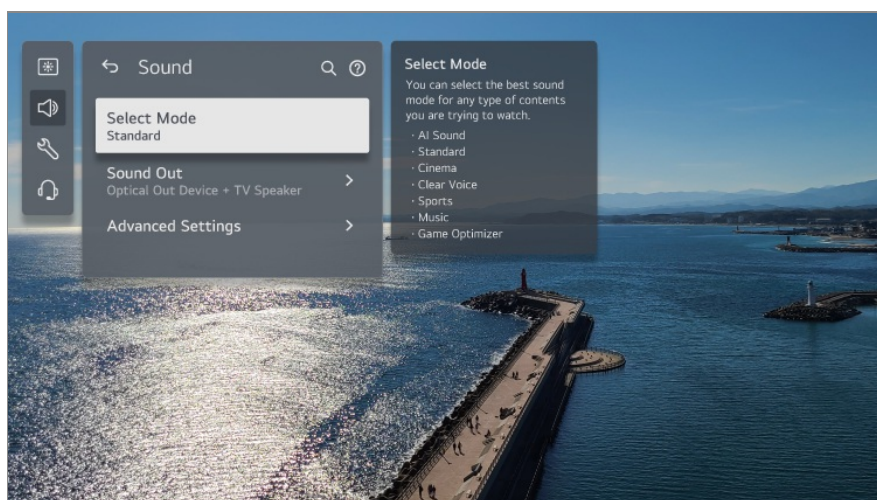 Sound
Select Mode
Standard
Sound Out
Optical Out Device + TV Speaker
Advanced Settings
Select Mode
You can select the best sound
mode for any type of contents
you are trying to watch.
· AI Sound
· Standard
· Cinema
· Clear Voice
· Sports
· Music
· Game Optimizer